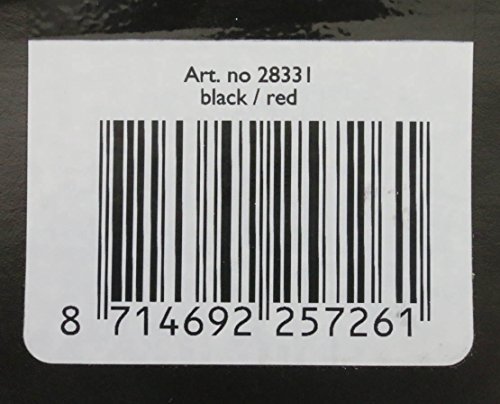 Art. no 28331
black / red
8 714692 257261